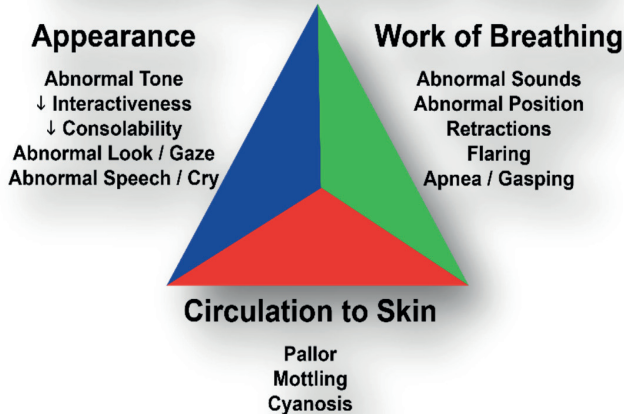 Appearance
Abnormal Tone
↓ Interactiveness
↓ Consolability
Abnormal Look / Gaze
Abnormal Speech / Cry
Work of Breathing
Abnormal Sounds
Abnormal Position
Retractions
Flaring
Apnea / Gasping
Circulation to Skin
Pallor
Mottling
Cyanosis